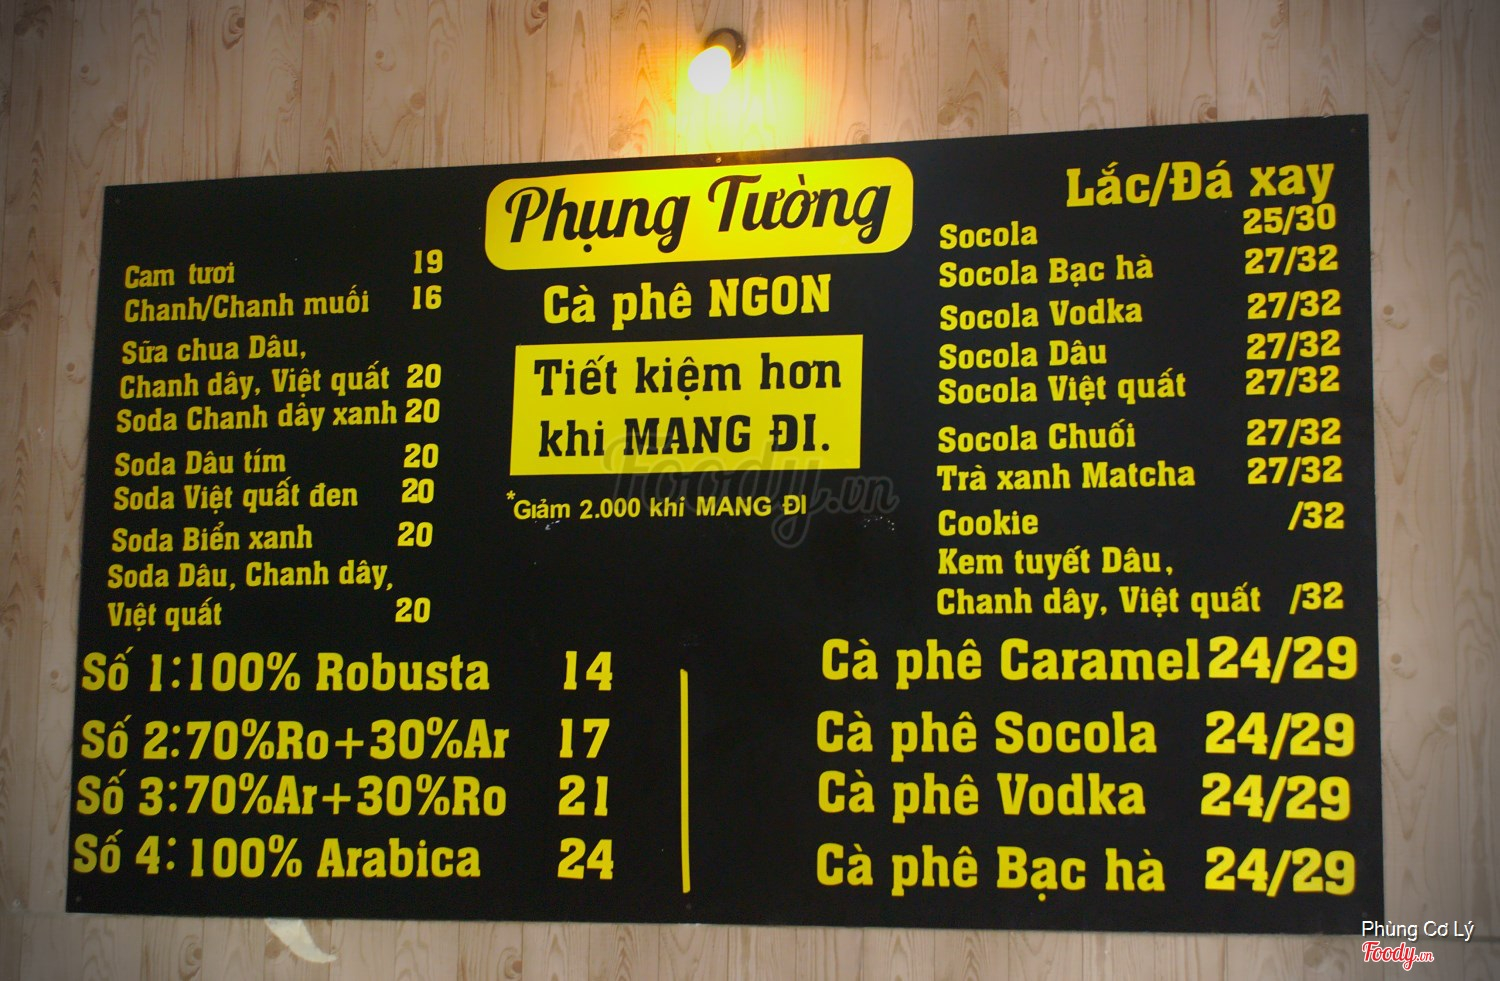 Phụng Tường
Cà phê NGON
Tiết kiệm hơn
khi MANG ĐI.
*Giảm 2.000 khi MANG ĐI
Cam tươi 19
Chanh/Chanh muối 16
Sữa chua Dâu,
Chanh dây, Việt quất 20
Soda Chanh dây xanh 20
Soda Dâu tím 20
Soda Việt quất đen 20
Soda Biển xanh 20
Soda Dâu, Chanh dây,
Việt quất 20
Lắc/Đá xay
Socola 25/30
Socola Bạc hà 27/32
Socola Vodka 27/32
Socola Dâu 27/32
Socola Việt quất 27/32
Socola Chuối 27/32
Trà xanh Matcha 27/32
Cookie /32
Kem tuyết Dâu,
Chanh dây, Việt quất /32
Số 1:100% Robusta 14
Số 2:70%Ro+30%Ar 17
Số 3:70%Ar+30%Ro 21
Số 4:100% Arabica 24
Cà phê Caramel 24/29
Cà phê Socola 24/29
Cà phê Vodka 24/29
Cà phê Bạc hà 24/29
Foody.vn
Phùng Cơ Lý
Foody.vn